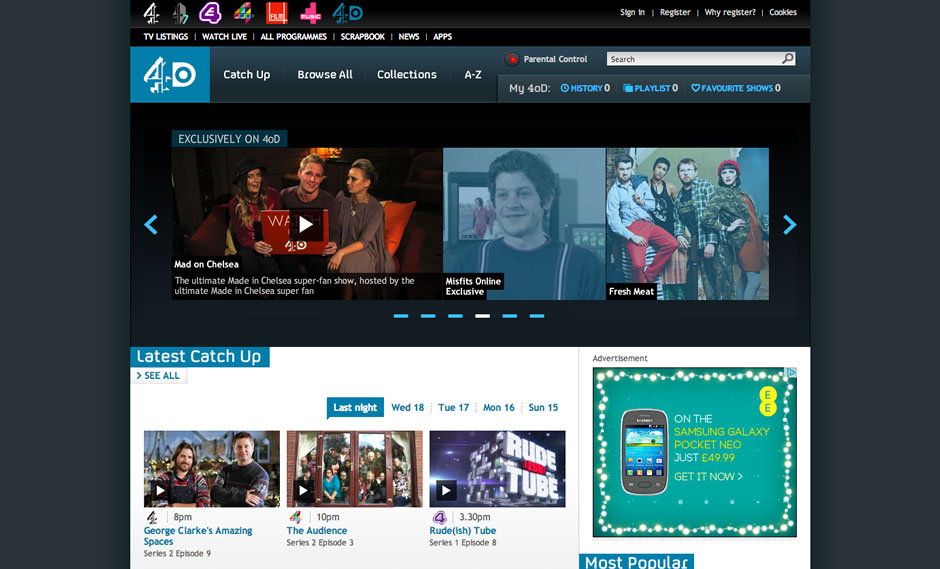 4 7 E4 4 FILM4 4 MUSIC 4oD
Sign in | Register | Why register? | Cookies
TV LISTINGS | WATCH LIVE | ALL PROGRAMMES | SCRAPBOOK | NEWS | APPS
4oD
Catch Up Browse All Collections A-Z
Parental Control
Search
My 4oD: HISTORY 0 PLAYLIST 0 FAVOURITE SHOWS 0
EXCLUSIVELY ON 4oD
WATCH
4oD
Mad on Chelsea
The ultimate Made in Chelsea super-fan show, hosted by the
ultimate Made in Chelsea super fan
Misfits Online
Exclusive
Fresh Meat
Latest Catch Up
> SEE ALL
Last night Wed 18 Tue 17 Mon 16 Sun 15
RUDE
(ISH)
TUBE
4 | 8pm
George Clarke's Amazing
Spaces
Series 2 Episode 9
4 | 10pm
The Audience
Series 2 Episode 3
4 | 3.30pm
Rude(ish) Tube
Series 1 Episode 8
Advertisement
EE
ON THE
SAMSUNG GALAXY
POCKET NEO
JUST £49.99
GET IT NOW >
Most Popular